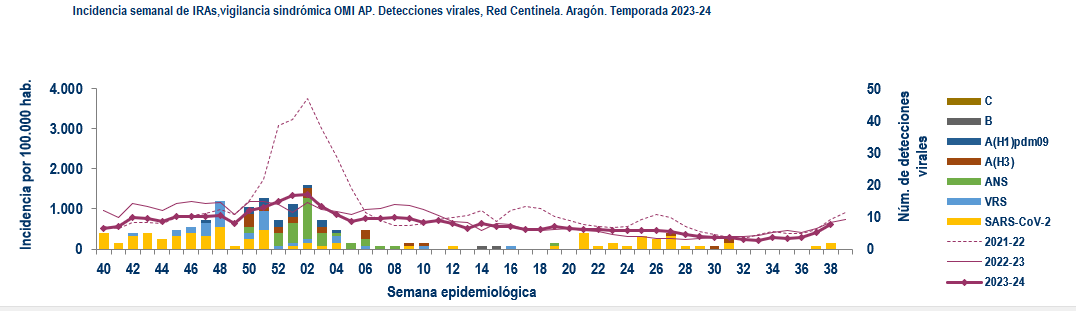 Incidencia semanal de IRAs,vigilancia sindrómica OMI AP. Detecciones virales, Red Centinela. Aragón. Temporada 2023-24
Incidencia por 100.000 hab.
4.000
3.000
2.000
1.000
0
50
40
30
20
10
0
Núm. de detecciones
virales
40 42 44 46 48 50 52 02 04 06 08 10 12 14 16 18 20 22 24 26 28 30 32 34 36 38
Semana epidemiológica
C
B
A(H1)pdm09
A(H3)
ANS
VRS
SARS-CoV-2
2021-22
2022-23
2023-24